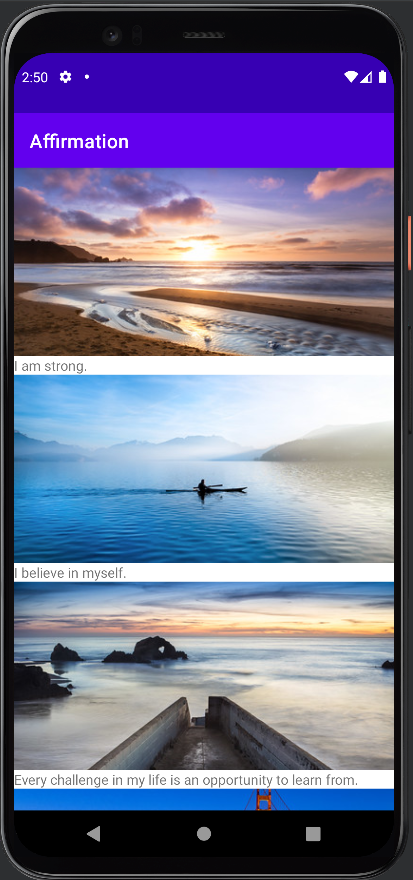 2:50
Affirmation
I am strong.
I believe in myself.
Every challenge in my life is an opportunity to learn from.